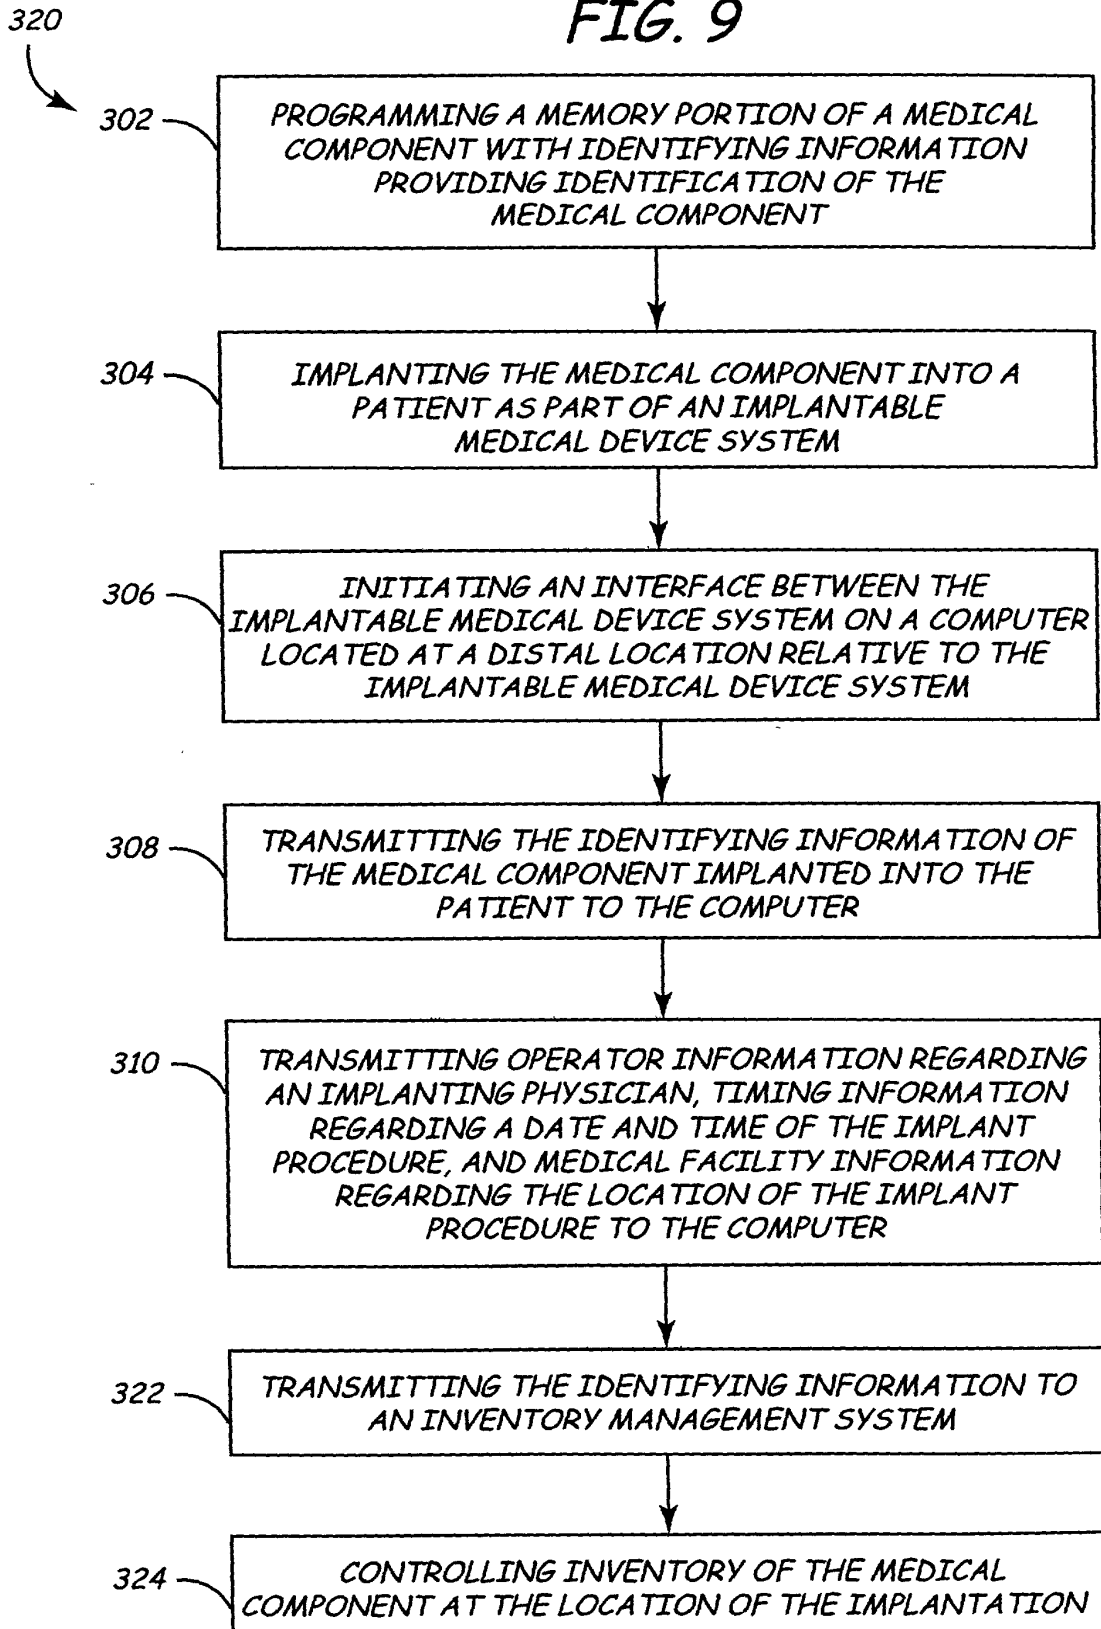 FIG. 9
320
302
PROGRAMMING A MEMORY PORTION OF A MEDICAL
COMPONENT WITH IDENTIFYING INFORMATION
PROVIDING IDENTIFICATION OF THE
MEDICAL COMPONENT
304
IMPLANTING THE MEDICAL COMPONENT INTO A
PATIENT AS PART OF AN IMPLANTABLE
MEDICAL DEVICE SYSTEM
306
INITIATING AN INTERFACE BETWEEN THE
IMPLANTABLE MEDICAL DEVICE SYSTEM ON A COMPUTER
LOCATED AT A DISTAL LOCATION RELATIVE TO THE
IMPLANTABLE MEDICAL DEVICE SYSTEM
308
TRANSMITTING THE IDENTIFYING INFORMATION OF
THE MEDICAL COMPONENT IMPLANTED INTO THE
PATIENT TO THE COMPUTER
310
TRANSMITTING OPERATOR INFORMATION REGARDING
AN IMPLANTING PHYSICIAN, TIMING INFORMATION
REGARDING A DATE AND TIME OF THE IMPLANT
PROCEDURE, AND MEDICAL FACILITY INFORMATION
REGARDING THE LOCATION OF THE IMPLANT
PROCEDURE TO THE COMPUTER
322
TRANSMITTING THE IDENTIFYING INFORMATION TO
AN INVENTORY MANAGEMENT SYSTEM
324
CONTROLLING INVENTORY OF THE MEDICAL
COMPONENT AT THE LOCATION OF THE IMPLANTATION